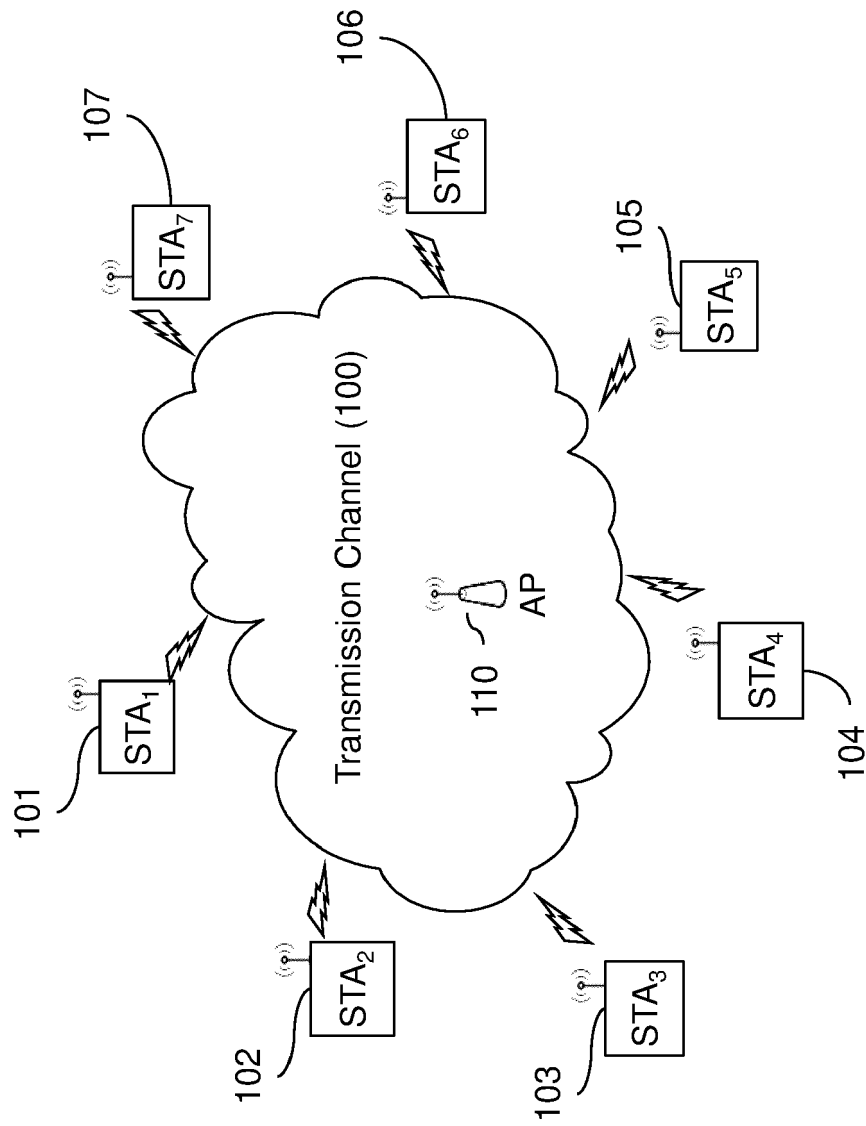 101
STA₁
107
STA₇
102
STA₂
Transmission Channel (100)
106
STA₆
110
AP
105
STA₅
103
STA₃
104
STA₄